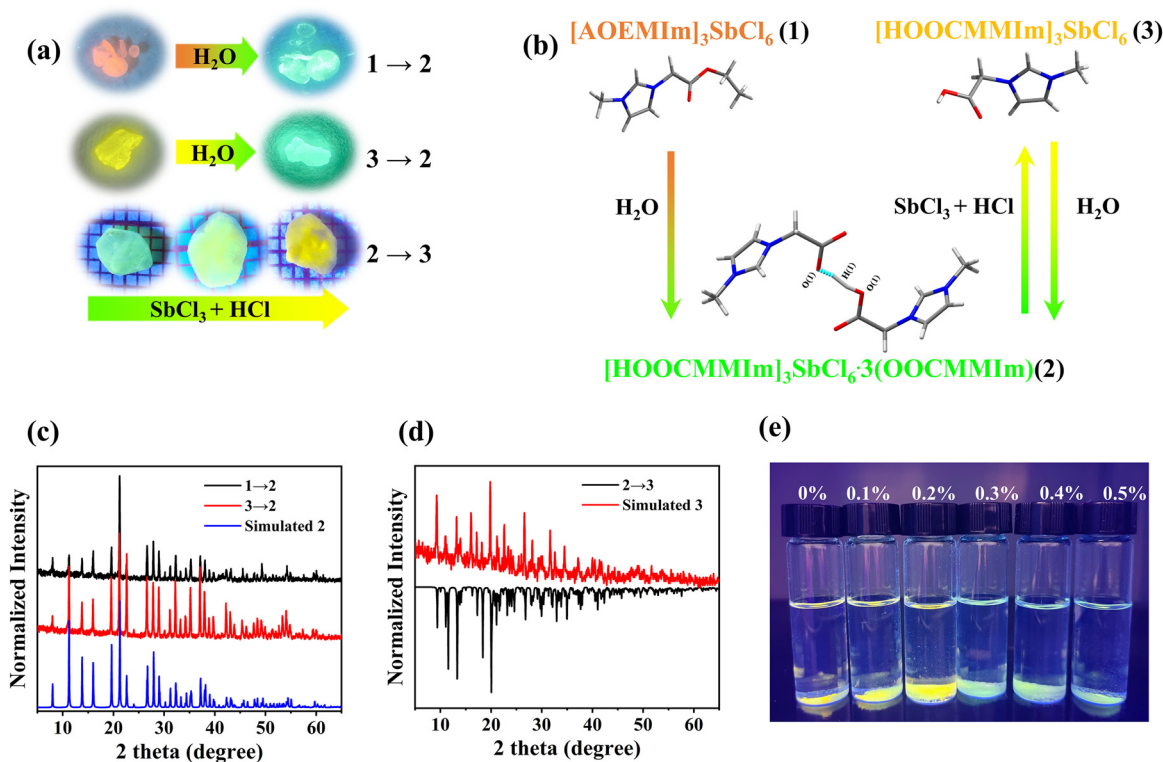 (a)
H₂O
1 → 2
H₂O
3 → 2
2 → 3
SbCl₃ + HCl
(b)
[AOEMIm]₃SbCl₆ (1)
[HOOCMMIm]₃SbCl₆ (3)
H₂O
SbCl₃ + HCl
H₂O
O(1)
H(1)
O(1)
[HOOCMMIm]₃SbCl₆·3(OOCMMIm)(2)
(c)
Normalized Intensity
1→2
3→2
Simulated 2
10 20 30 40 50 60
2 theta (degree)
(d)
Normalized Intensity
2→3
Simulated 3
10 20 30 40 50 60
2 theta (degree)
(e)
0% 0.1% 0.2% 0.3% 0.4% 0.5%